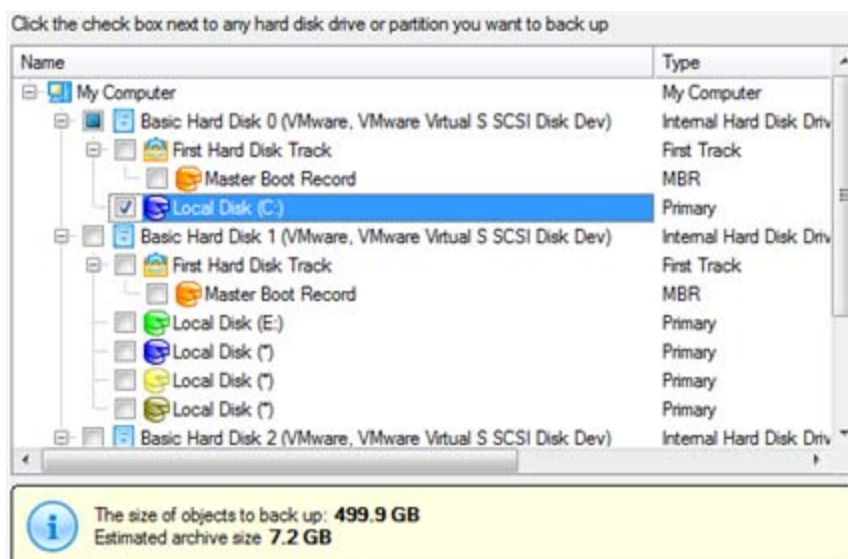 Click the check box next to any hard disk drive or partition you want to back up
Name Type
My Computer My Computer
Basic Hard Disk 0 (VMware, VMware Virtual S SCSI Disk Dev) Internal Hard Disk Driv
First Hard Disk Track First Track
Master Boot Record MBR
Local Disk (C:) Primary
Basic Hard Disk 1 (VMware, VMware Virtual S SCSI Disk Dev) Internal Hard Disk Driv
First Hard Disk Track First Track
Master Boot Record MBR
Local Disk (E:) Primary
Local Disk (*) Primary
Local Disk (*) Primary
Local Disk (*) Primary
Basic Hard Disk 2 (VMware, VMware Virtual S SCSI Disk Dev) Internal Hard Disk Driv
The size of objects to back up: 499.9 GB
Estimated archive size 7.2 GB